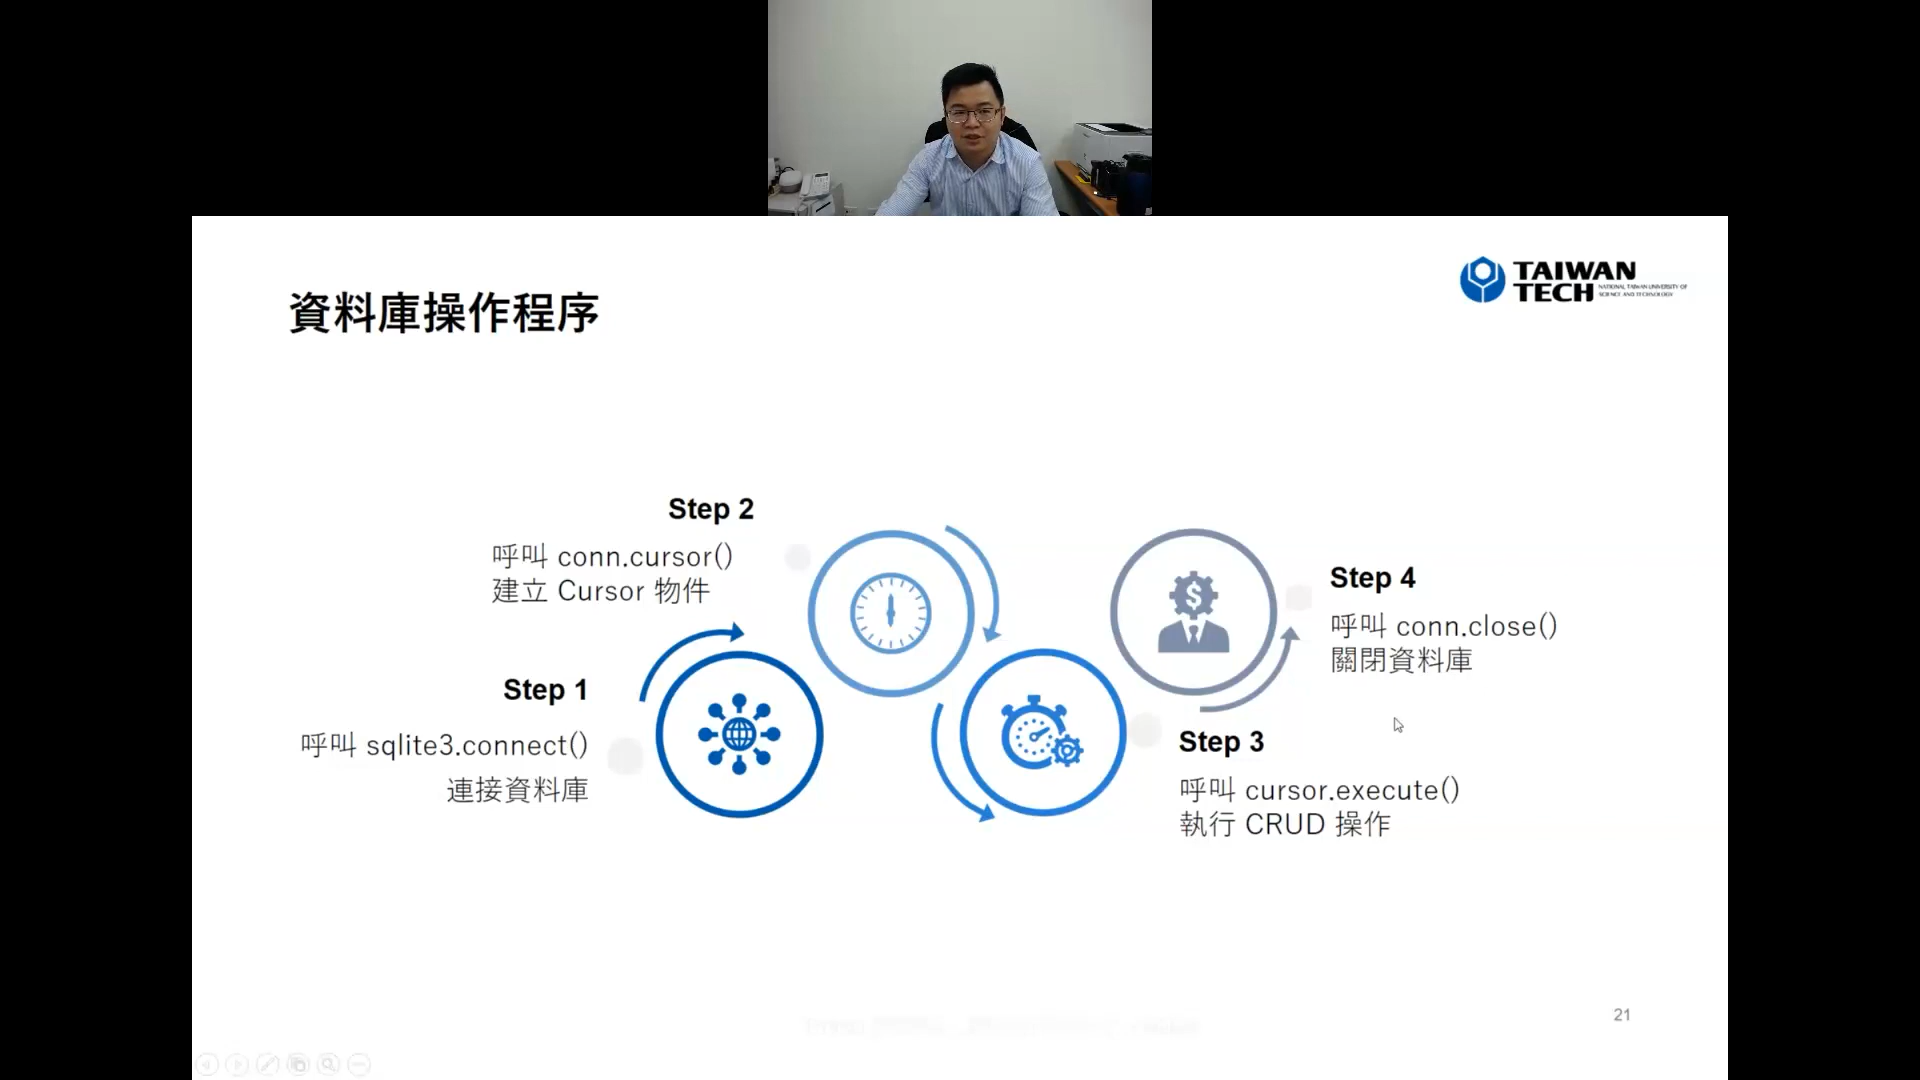 TAIWAN
TECH
NATIONAL TAIWAN UNIVERSITY OF
SCIENCE AND TECHNOLOGY
資料庫操作程序
Step 1
呼叫 sqlite3.connect()
連接資料庫
Step 2
呼叫 conn.cursor()
建立 Cursor 物件
Step 3
呼叫 cursor.execute()
執行 CRUD 操作
Step 4
呼叫 conn.close()
關閉資料庫
21